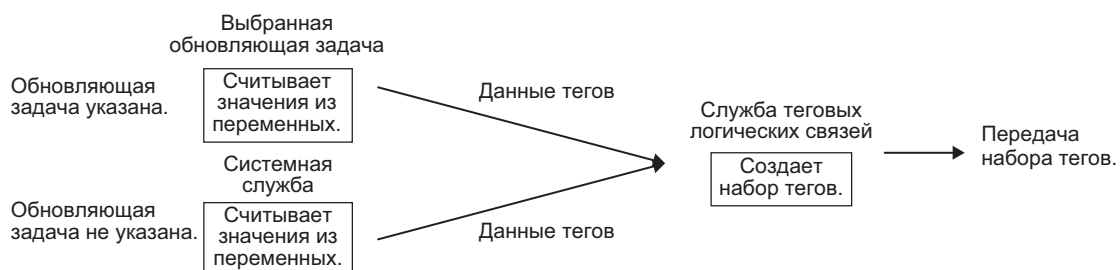 Выбранная
обновляющая задача
Обновляющая
задача указана.
Считывает
значения из
переменных.
Данные тегов
Системная
служба
Обновляющая
задача не указана.
Считывает
значения из
переменных.
Данные тегов
Служба теговых
логических связей
Создает
набор тегов.
Передача
набора тегов.